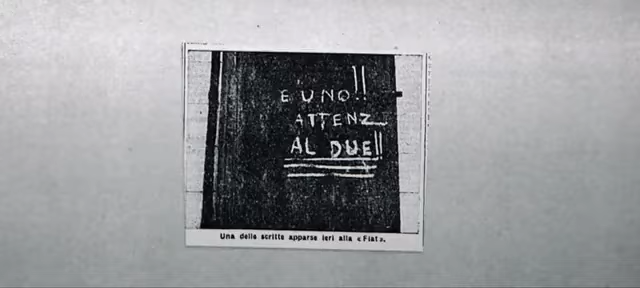 E' UNO!!
ATTENZ
AL DUE!!
Una delle scritte apparse ieri alla «Fiat».